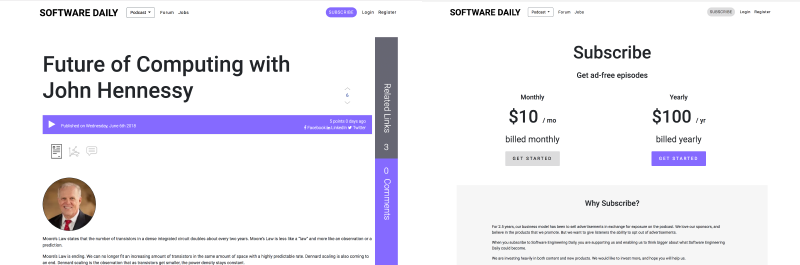 SOFTWARE DAILY
Podcast
Forum
Jobs
SUBSCRIBE
Login
Register
Future of Computing with
John Hennessy
6
Published on Wednesday, June 6th 2018
5 points 3 days ago
Facebook LinkedIn Twitter
Related Links
3
0
Comments
Moore's Law states that the number of transistors in a dense integrated circuit doubles about every two years. Moore's Law is less like a "law" and more like an observation or a
prediction.
Moore's Law is ending. We can no longer fit an increasing amount of transistors in the same amount of space with a highly predictable rate. Dennard scaling is also coming to
an end. Dennard scaling is the observation that as transistors get smaller, the power density stays constant.
SOFTWARE DAILY
Podcast
Forum
Jobs
SUBSCRIBE
Login
Register
Subscribe
Get ad-free episodes
Monthly
$10 / mo
billed monthly
GET STARTED
Yearly
$100 / yr
billed yearly
GET STARTED
Why Subscribe?
For 2.5 years, our business model has been to sell advertisements in exchange for exposure on the podcast. We love our sponsors, and
believe in the products that we promote. But we want to give listeners the ability to opt out of advertisements.
When you subscribe to Software Engineering Daily you are supporting us and enabling us to think bigger about what Software Engineering
Daily could become.
We are investing heavily in both content and new products. We would like to invest more, and hope you will help us.